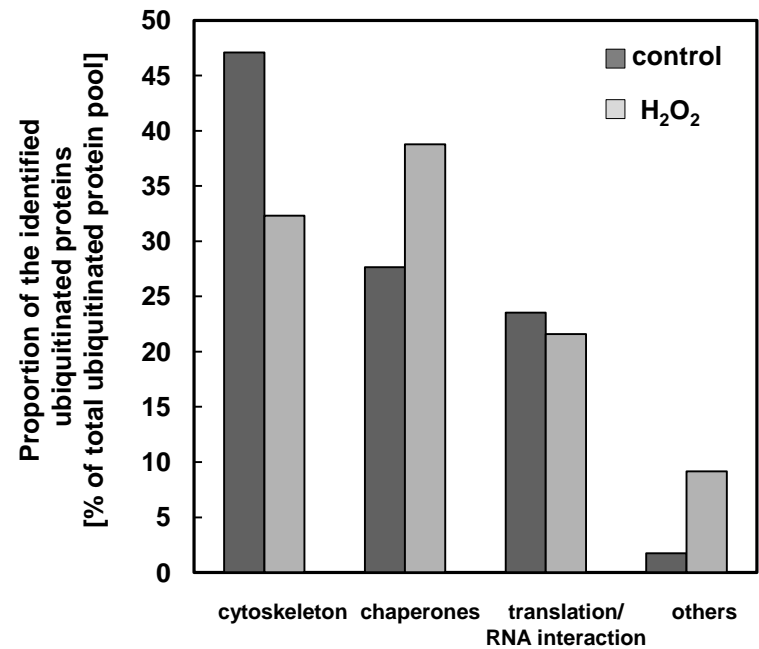 Proportion of the identified
ubiquitinated proteins
[% of total ubiquitinated protein pool]
50
45
40
35
30
25
20
15
10
5
0
control
H₂O₂
cytoskeleton chaperones translation/ others
RNA interaction